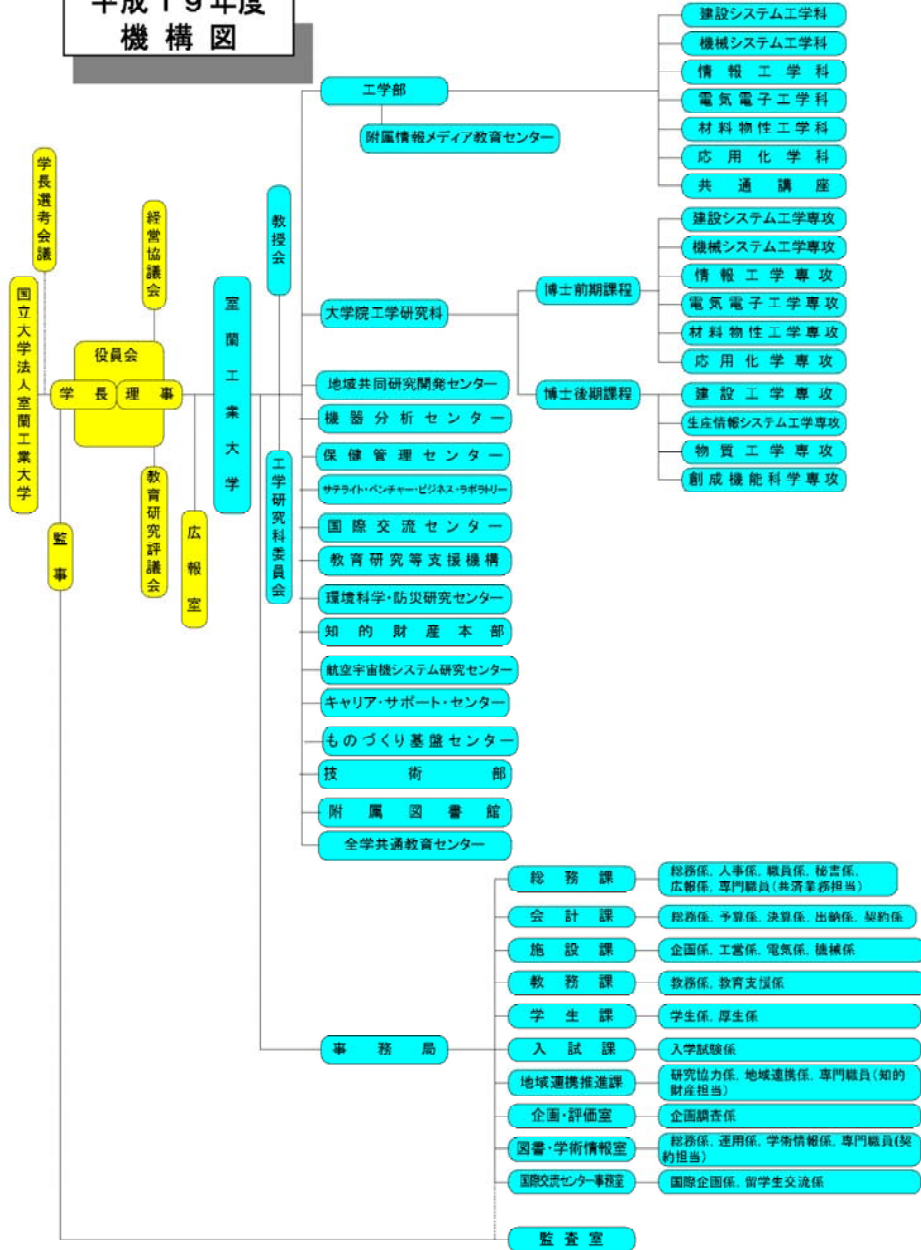 平成19年度
機構図
建設システム工学科
機械システム工学科
情報工学科
電気電子工学科
材料物性工学科
応用化学科
共通講座
工学部
附属情報メディア教育センター
学長選考会議
経営協議会
教授会
国立大学法人室蘭工業大学
役員会
学長
理事
室蘭工業大学
監事
教育研究評議会
広報室
工学研究科委員会
大学院工学研究科
博士前期課程
建設システム工学専攻
機械システム工学専攻
情報工学専攻
電気電子工学専攻
材料物性工学専攻
応用化学専攻
博士後期課程
建設工学専攻
生産情報システム工学専攻
物質工学専攻
創成機能科学専攻
地域共同研究開発センター
機器分析センター
保健管理センター
サテライト・ベンチャー・ビジネス・ラボラトリー
国際交流センター
教育研究等支援機構
環境科学・防災研究センター
知的財産本部
航空宇宙機システム研究センター
キャリア・サポート・センター
ものづくり基盤センター
技術部
附属図書館
全学共通教育センター
事務局
総務課
総務係, 人事係, 職員係, 秘書係,
広報係, 専門職員(共済業務担当)
会計課
総務係, 予算係, 決算係, 出納係, 契約係
施設課
企画係, 工営係, 電気係, 機械係
教務課
教務係, 教育支援係
学生課
学生係, 厚生係
入試課
入学試験係
地域連携推進課
研究協力係, 地域連携係, 専門職員(知的
財産担当)
企画・評価室
企画調査係
図書・学術情報室
総務係, 運用係, 学術情報係, 専門職員(契
約担当)
国際交流センター事務室
国際企画係, 留学生交流係
監査室